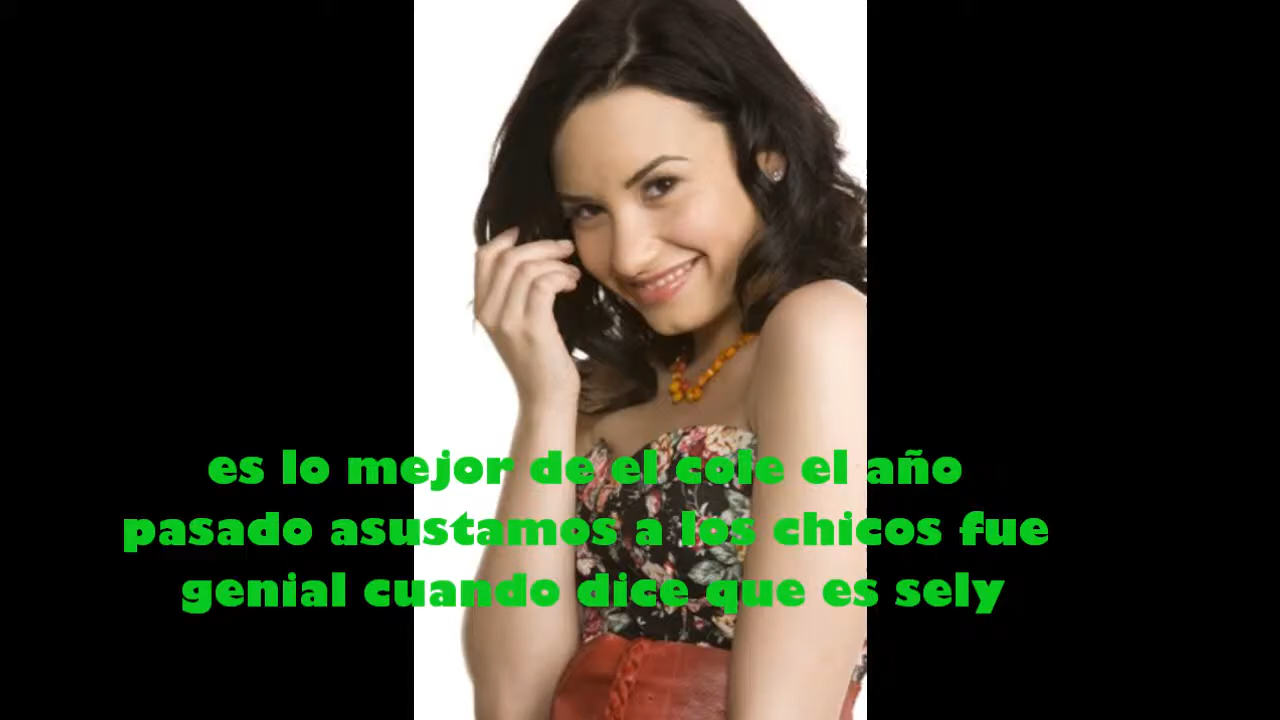 es lo mejor de el cole el año
pasado asustamos a los chicos fue
genial cuando dice que es sely